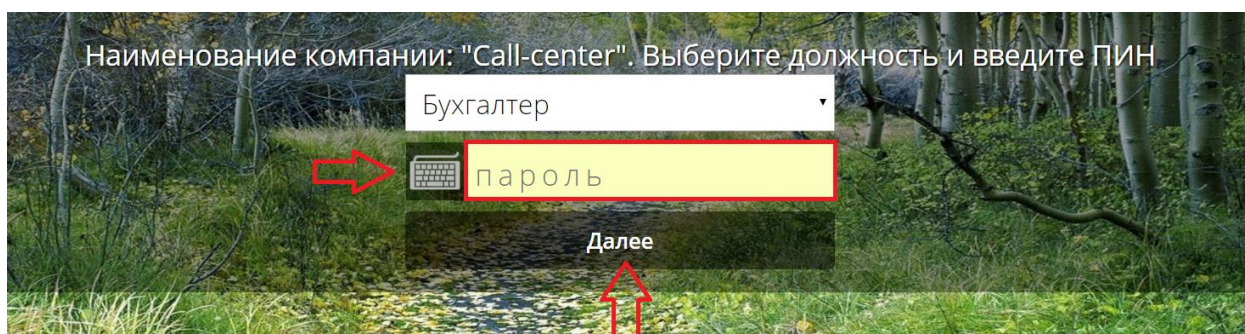 Наименование компании: "Call-center". Выберите должность и введите ПИН
Бухгалтер
пароль
Далее